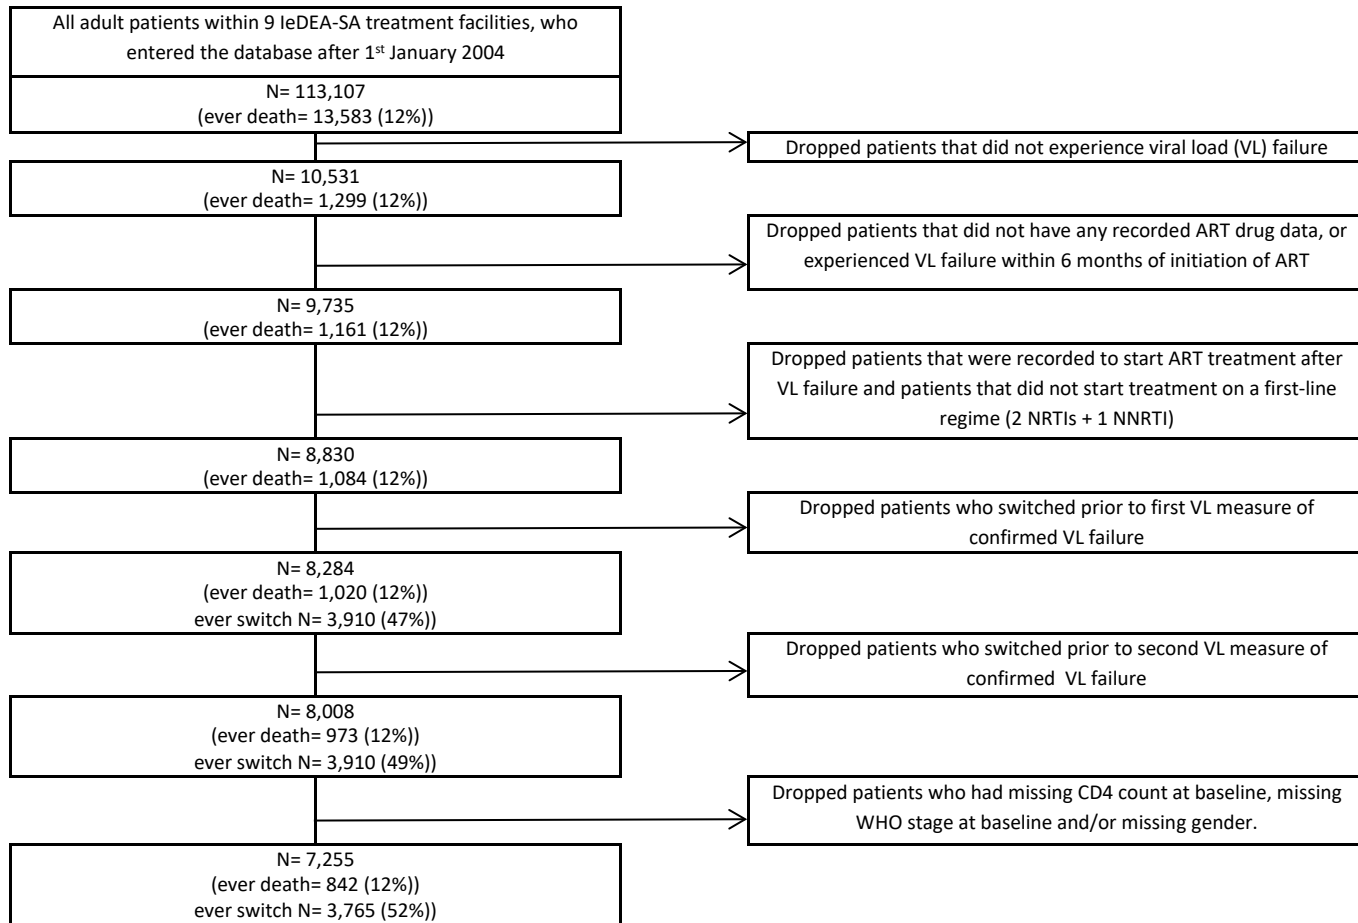 All adult patients within 9 IeDEA-SA treatment facilities, who
entered the database after 1st January 2004
N= 113,107
(ever death= 13,583 (12%))
Dropped patients that did not experience viral load (VL) failure
N= 10,531
(ever death= 1,299 (12%))
Dropped patients that did not have any recorded ART drug data, or
experienced VL failure within 6 months of initiation of ART
N= 9,735
(ever death= 1,161 (12%))
Dropped patients that were recorded to start ART treatment after
VL failure and patients that did not start treatment on a first-line
regime (2 NRTIs + 1 NNRTI)
N= 8,830
(ever death= 1,084 (12%))
Dropped patients who switched prior to first VL measure of
confirmed VL failure
N= 8,284
(ever death= 1,020 (12%))
ever switch N= 3,910 (47%))
Dropped patients who switched prior to second VL measure of
confirmed VL failure
N= 8,008
(ever death= 973 (12%))
ever switch N= 3,910 (49%))
Dropped patients who had missing CD4 count at baseline, missing
WHO stage at baseline and/or missing gender.
N= 7,255
(ever death= 842 (12%))
ever switch N= 3,765 (52%))